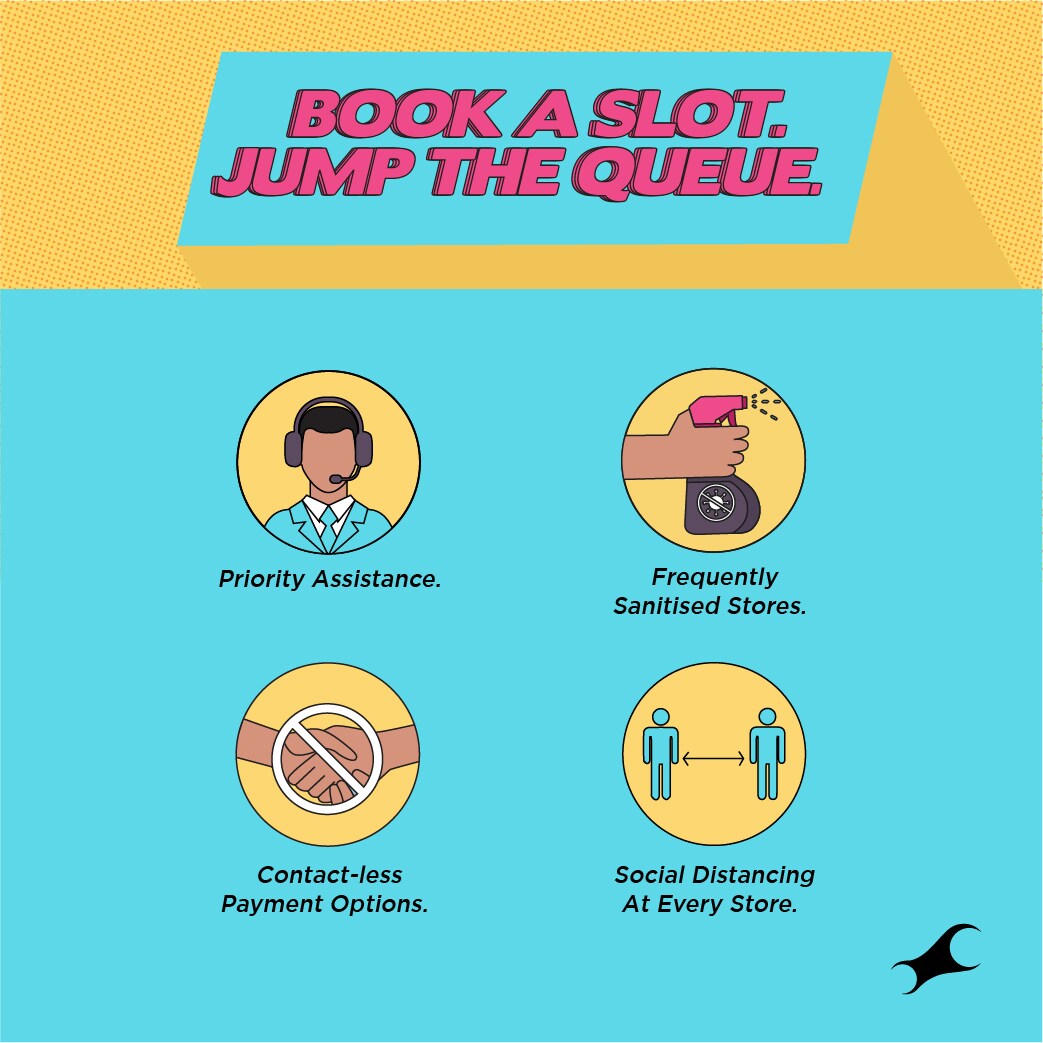 BOOK A SLOT.
JUMP THE QUEUE.
Priority Assistance.
Frequently
Sanitised Stores.
Contact-less
Payment Options.
Social Distancing
At Every Store.